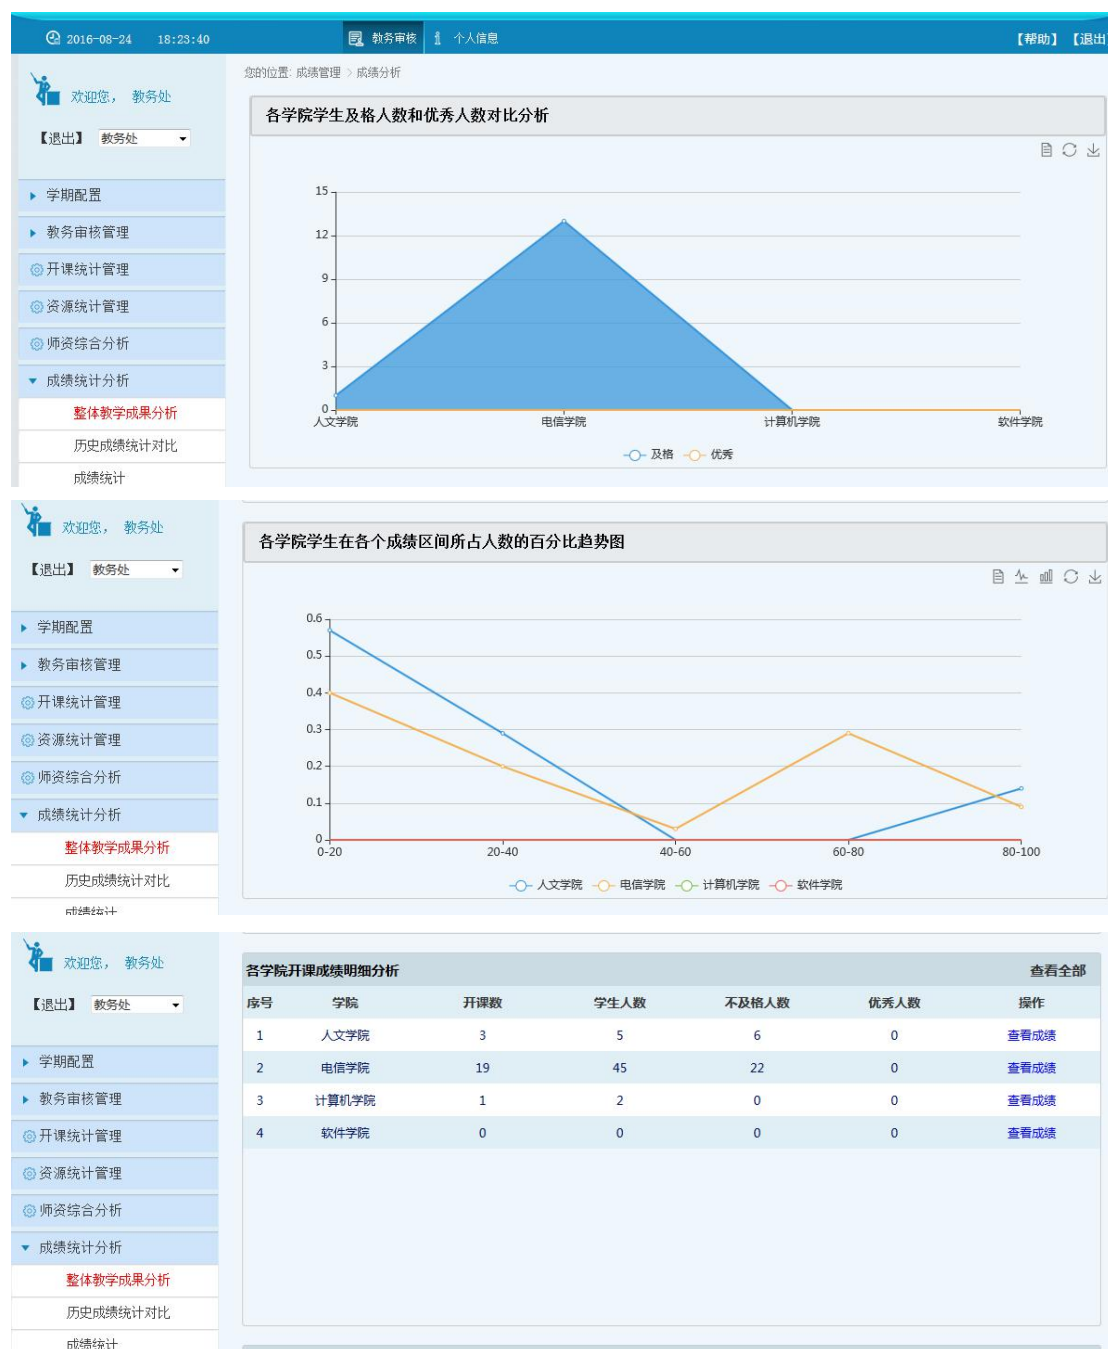 2016-08-24 18:23:40 教务审核 个人信息 【帮助】 【退出
您的位置: 成绩管理 > 成绩分析
欢迎您， 教务处
【退出】 教务处
学期配置
教务审核管理
开课统计管理
资源统计管理
师资综合分析
成绩统计分析
整体教学成果分析
历史成绩统计对比
成绩统计
各学院学生及格人数和优秀人数对比分析
15
12
9
6
3
0
人文学院 电信学院 计算机学院 软件学院
及格 优秀
欢迎您， 教务处
【退出】 教务处
学期配置
教务审核管理
开课统计管理
资源统计管理
师资综合分析
成绩统计分析
整体教学成果分析
历史成绩统计对比
成绩统计
各学院学生在各个成绩区间所占人数的百分比趋势图
0.6
0.5
0.4
0.3
0.2
0.1
0
0-20 20-40 40-60 60-80 80-100
人文学院 电信学院 计算机学院 软件学院
欢迎您， 教务处
【退出】 教务处
学期配置
教务审核管理
开课统计管理
资源统计管理
师资综合分析
成绩统计分析
整体教学成果分析
历史成绩统计对比
成绩统计
各学院开课成绩明细分析 查看全部
序号 学院 开课数 学生人数 不及格人数 优秀人数 操作
1 人文学院 3 5 6 0 查看成绩
2 电信学院 19 45 22 0 查看成绩
3 计算机学院 1 2 0 0 查看成绩
4 软件学院 0 0 0 0 查看成绩